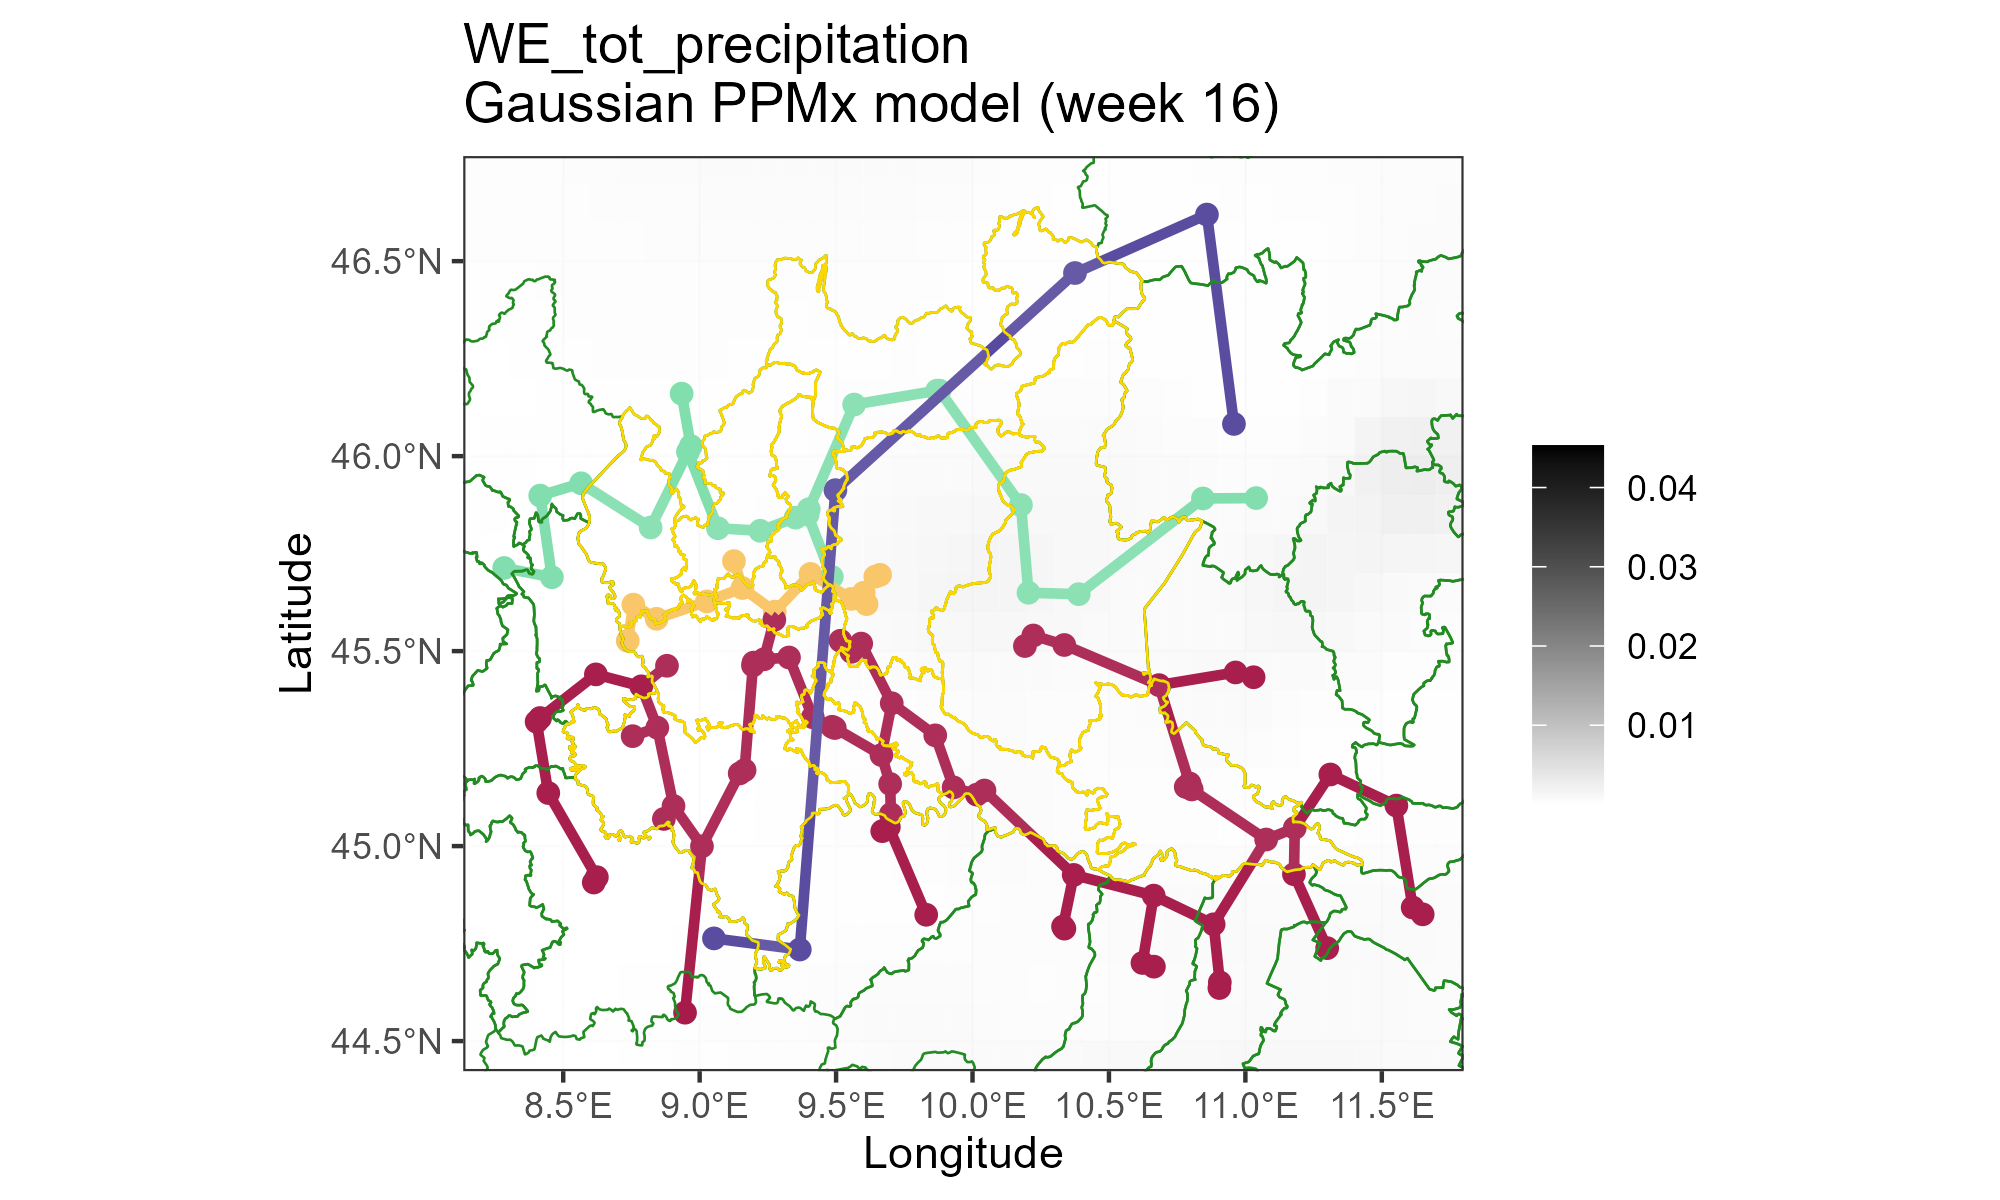 WE_tot_precipitation
Gaussian PPMx model (week 16)
46.5°N
46.0°N
45.5°N
45.0°N
44.5°N
Latitude
8.5°E 9.0°E 9.5°E 10.0°E 10.5°E 11.0°E 11.5°E
Longitude
0.04
0.03
0.02
0.01